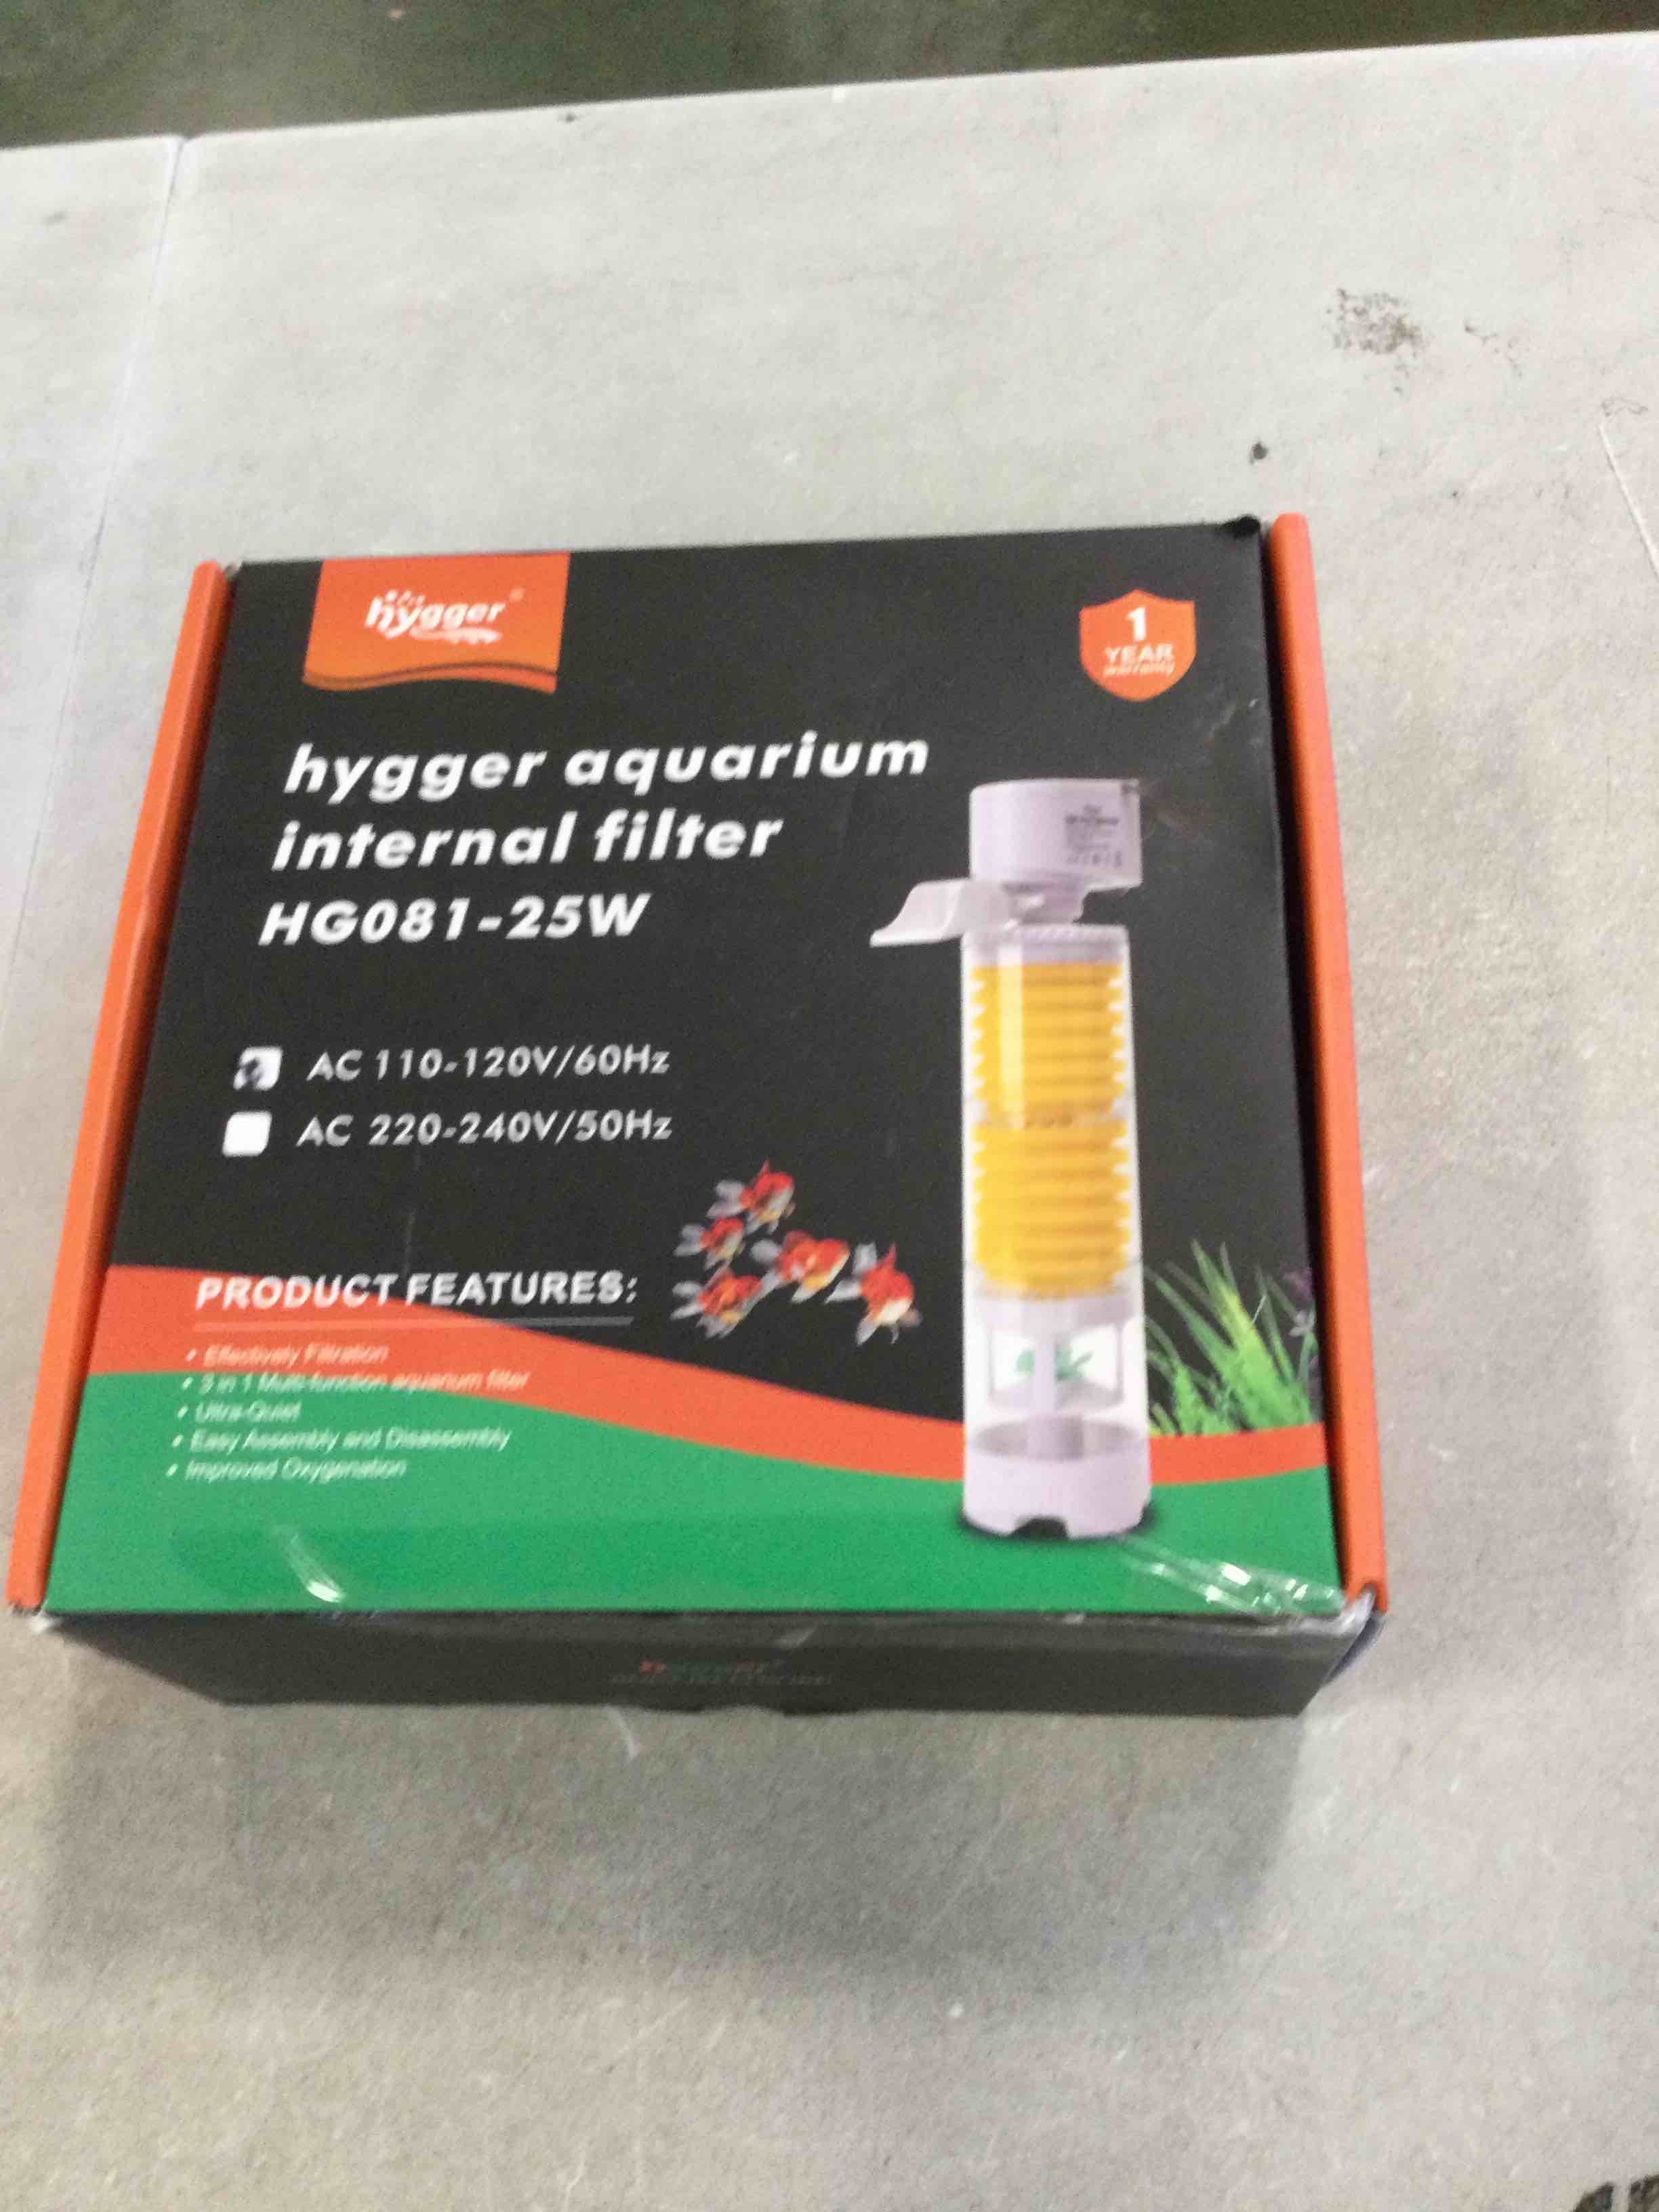 hygger®
1
YEAR
warranty
hygger aquarium
internal filter
HG081-25W
AC 110-120V/60Hz
AC 220-240V/50Hz
PRODUCT FEATURES:
• Effectively Filtration
• 3 in 1 Multi-function aquarium filter
• Ultra-Quiet
• Easy Assembly and Disassembly
• Improved Oxygenation